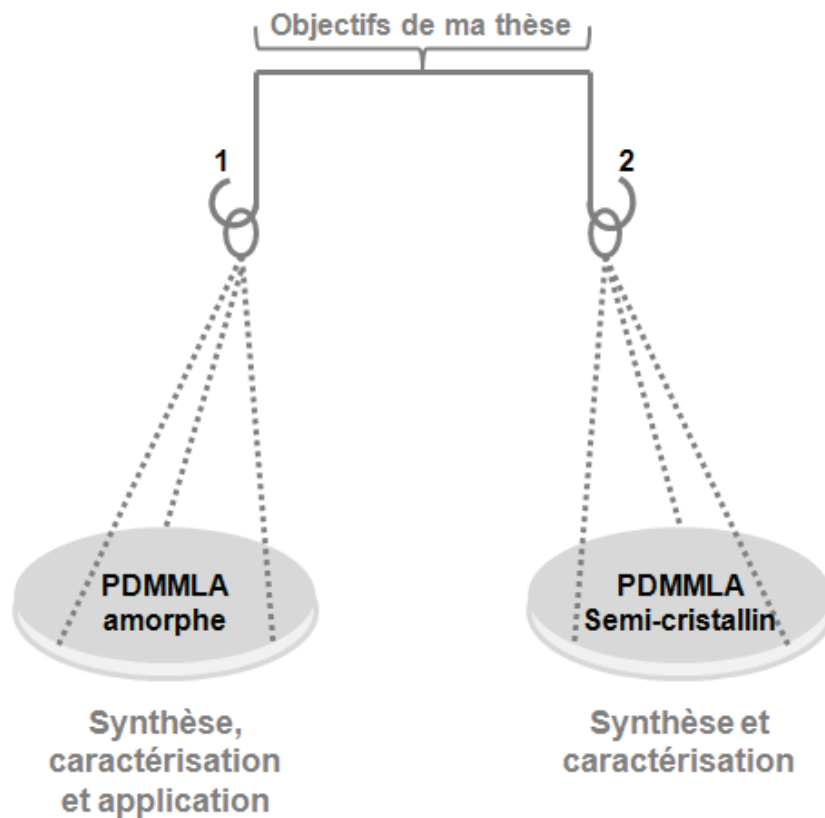 Objectifs de ma thèse
1
2
PDMMLA
amorphe
PDMMLA
Semi-cristallin
Synthèse,
caractérisation
et application
Synthèse et
caractérisation